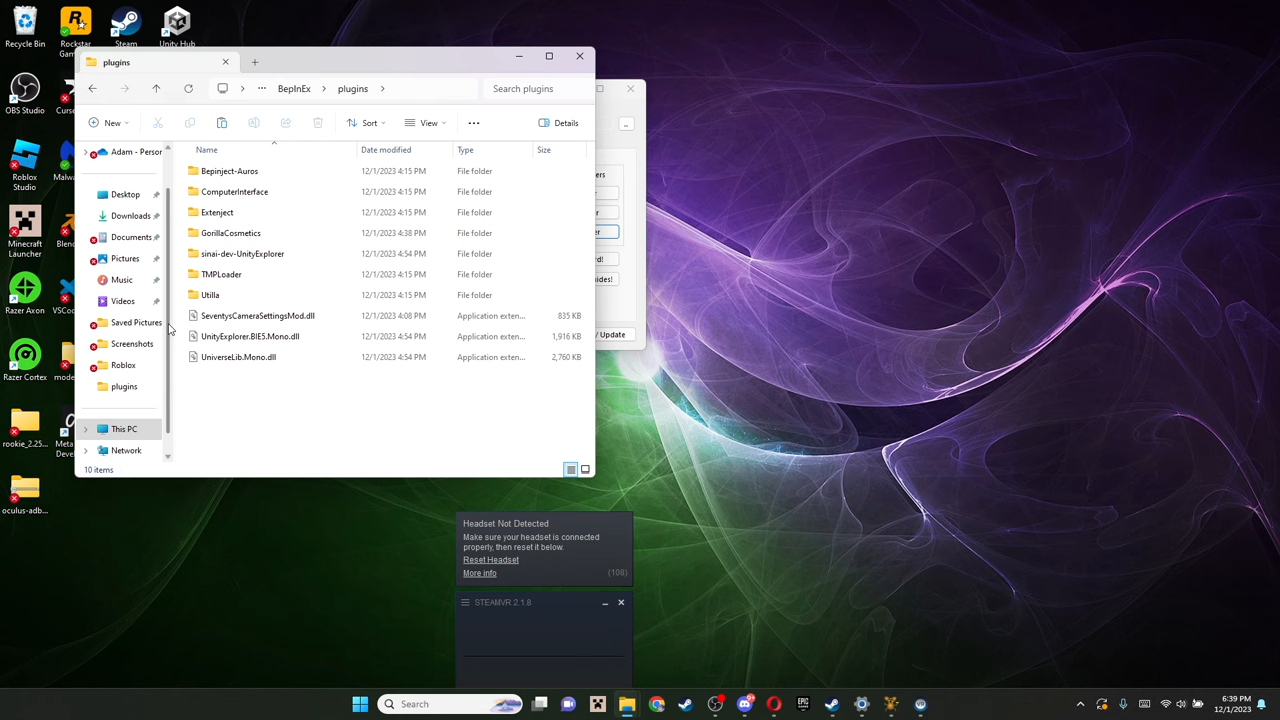 Recycle Bin
Rockstar
Gam...
Steam
Unity Hub
OBS Studio
Curse
Roblox
Studio
Malwa
Minecraft
Launcher
Blend
Razer Axon
VSCod
Razer Cortex
mode
rookie_2.25...
Meta
Devel
oculus-adb...
plugins
BepInEx
plugins
Search plugins
New
Sort
View
Details
Name
Date modified
Type
Size
Adam - Person
Desktop
Downloads
Documents
Pictures
Music
Videos
Saved Pictures
Screenshots
Roblox
plugins
This PC
Network
Bepinject-Auros 12/1/2023 4:15 PM File folder
ComputerInterface 12/1/2023 4:15 PM File folder
Extenject 12/1/2023 4:15 PM File folder
GorillaCosmetics 12/1/2023 4:38 PM File folder
sinai-dev-UnityExplorer 12/1/2023 4:54 PM File folder
TMPLoader 12/1/2023 4:15 PM File folder
Utilla 12/1/2023 4:15 PM File folder
SeventysCameraSettingsMod.dll 12/1/2023 4:08 PM Application exten... 835 KB
UnityExplorer.BIE5.Mono.dll 12/1/2023 4:54 PM Application exten... 1,916 KB
UniverseLib.Mono.dll 12/1/2023 4:54 PM Application exten... 2,760 KB
10 items
..
ers
r
er
er
rd!
uides!
/ Update
Headset Not Detected
Make sure your headset is connected
properly, then reset it below.
Reset Headset
More info (108)
STEAMVR 2.1.8
Search
6:39 PM
12/1/2023